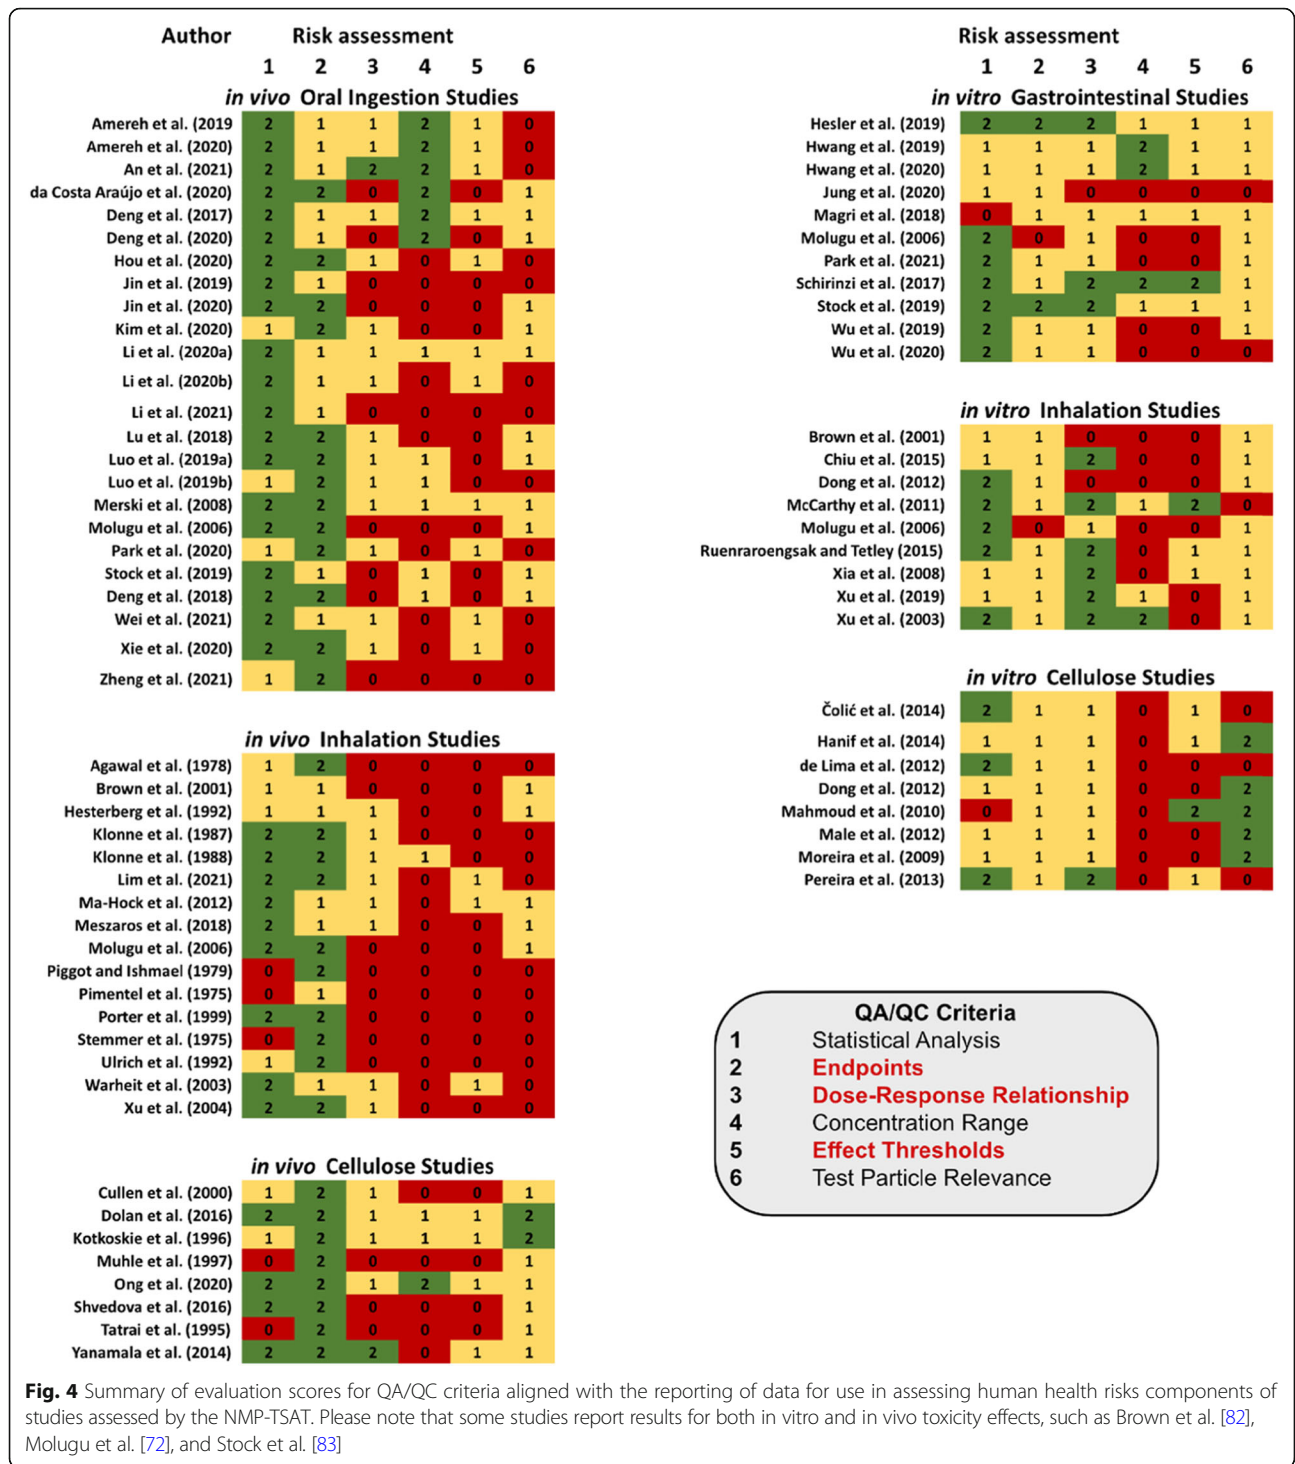 Author Risk assessment
1 2 3 4 5 6
in vivo Oral Ingestion Studies
Amereh et al. (2019 2 1 1 2 1 0
Amereh et al. (2020) 2 1 1 2 1 0
An et al. (2021) 2 1 2 2 1 0
da Costa Araújo et al. (2020) 2 2 0 2 0 1
Deng et al. (2017) 2 1 1 2 1 1
Deng et al. (2020) 2 1 0 2 0 1
Hou et al. (2020) 2 2 1 0 1 0
Jin et al. (2019) 2 1 0 0 0 0
Jin et al. (2020) 2 2 0 0 0 1
Kim et al. (2020) 1 2 1 0 0 1
Li et al. (2020a) 2 1 1 1 1 1
Li et al. (2020b) 2 1 1 0 1 0
Li et al. (2021) 2 1 0 0 0 0
Lu et al. (2018) 2 2 1 0 0 1
Luo et al. (2019a) 2 2 1 1 0 1
Luo et al. (2019b) 1 2 1 1 0 0
Merski et al. (2008) 2 2 1 1 1 1
Molugu et al. (2006) 2 2 0 0 0 1
Park et al. (2020) 1 2 1 0 1 0
Stock et al. (2019) 2 1 0 1 0 1
Deng et al. (2018) 2 2 0 1 0 1
Wei et al. (2021) 2 1 1 0 1 0
Xie et al. (2020) 2 2 1 0 1 0
Zheng et al. (2021) 1 2 0 0 0 0
in vivo Inhalation Studies
Agawal et al. (1978) 1 2 0 0 0 0
Brown et al. (2001) 1 1 0 0 0 1
Hesterberg et al. (1992) 1 1 1 0 0 1
Klonne et al. (1987) 2 2 1 0 0 0
Klonne et al. (1988) 2 2 1 1 0 0
Lim et al. (2021) 2 2 1 0 1 0
Ma-Hock et al. (2012) 2 1 1 0 1 1
Meszaros et al. (2018) 2 1 1 0 0 1
Molugu et al. (2006) 2 2 0 0 0 1
Piggot and Ishmael (1979) 0 2 0 0 0 0
Pimentel et al. (1975) 0 1 0 0 0 0
Porter et al. (1999) 2 2 0 0 0 0
Stemmer et al. (1975) 0 2 0 0 0 0
Ulrich et al. (1992) 1 2 0 0 0 0
Warheit et al. (2003) 2 1 1 0 1 0
Xu et al. (2004) 2 2 1 0 0 0
in vivo Cellulose Studies
Cullen et al. (2000) 1 2 1 0 0 1
Dolan et al. (2016) 2 2 1 1 1 2
Kotkoskie et al. (1996) 1 2 1 1 1 2
Muhle et al. (1997) 0 2 0 0 0 1
Ong et al. (2020) 2 2 1 2 1 1
Shvedova et al. (2016) 2 2 0 0 0 1
Tatrai et al. (1995) 0 2 0 0 0 1
Yanamala et al. (2014) 2 2 2 0 1 1
Risk assessment
1 2 3 4 5 6
in vitro Gastrointestinal Studies
Hesler et al. (2019) 2 2 2 1 1 1
Hwang et al. (2019) 1 1 1 2 1 1
Hwang et al. (2020) 1 1 1 2 1 1
Jung et al. (2020) 1 1 0 0 0 0
Magri et al. (2018) 0 1 1 1 1 1
Molugu et al. (2006) 2 0 1 0 0 1
Park et al. (2021) 2 1 1 0 0 1
Schirinzi et al. (2017) 2 1 2 2 2 1
Stock et al. (2019) 2 2 2 1 1 1
Wu et al. (2019) 2 1 1 0 0 1
Wu et al. (2020) 2 1 1 0 0 0
in vitro Inhalation Studies
Brown et al. (2001) 1 1 0 0 0 1
Chiu et al. (2015) 1 1 2 0 0 1
Dong et al. (2012) 2 1 0 0 0 1
McCarthy et al. (2011) 2 1 2 1 2 0
Molugu et al. (2006) 2 0 1 0 0 1
Ruenraroengsak and Tetley (2015) 2 1 2 0 1 1
Xia et al. (2008) 1 1 2 0 1 1
Xu et al. (2019) 1 1 2 1 0 1
Xu et al. (2003) 2 1 2 2 0 1
in vitro Cellulose Studies
Čolić et al. (2014) 2 1 1 0 1 0
Hanif et al. (2014) 1 1 1 0 1 2
de Lima et al. (2012) 2 1 1 0 0 0
Dong et al. (2012) 1 1 1 0 0 2
Mahmoud et al. (2010) 0 1 1 0 2 2
Male et al. (2012) 1 1 1 0 0 2
Moreira et al. (2009) 1 1 1 0 0 2
Pereira et al. (2013) 2 1 2 0 1 0
QA/QC Criteria
1 Statistical Analysis
2 Endpoints
3 Dose-Response Relationship
4 Concentration Range
5 Effect Thresholds
6 Test Particle Relevance
Fig. 4 Summary of evaluation scores for QA/QC criteria aligned with the reporting of data for use in assessing human health risks components of
studies assessed by the NMP-TSAT. Please note that some studies report results for both in vitro and in vivo toxicity effects, such as Brown et al. [82],
Molugu et al. [72], and Stock et al. [83]